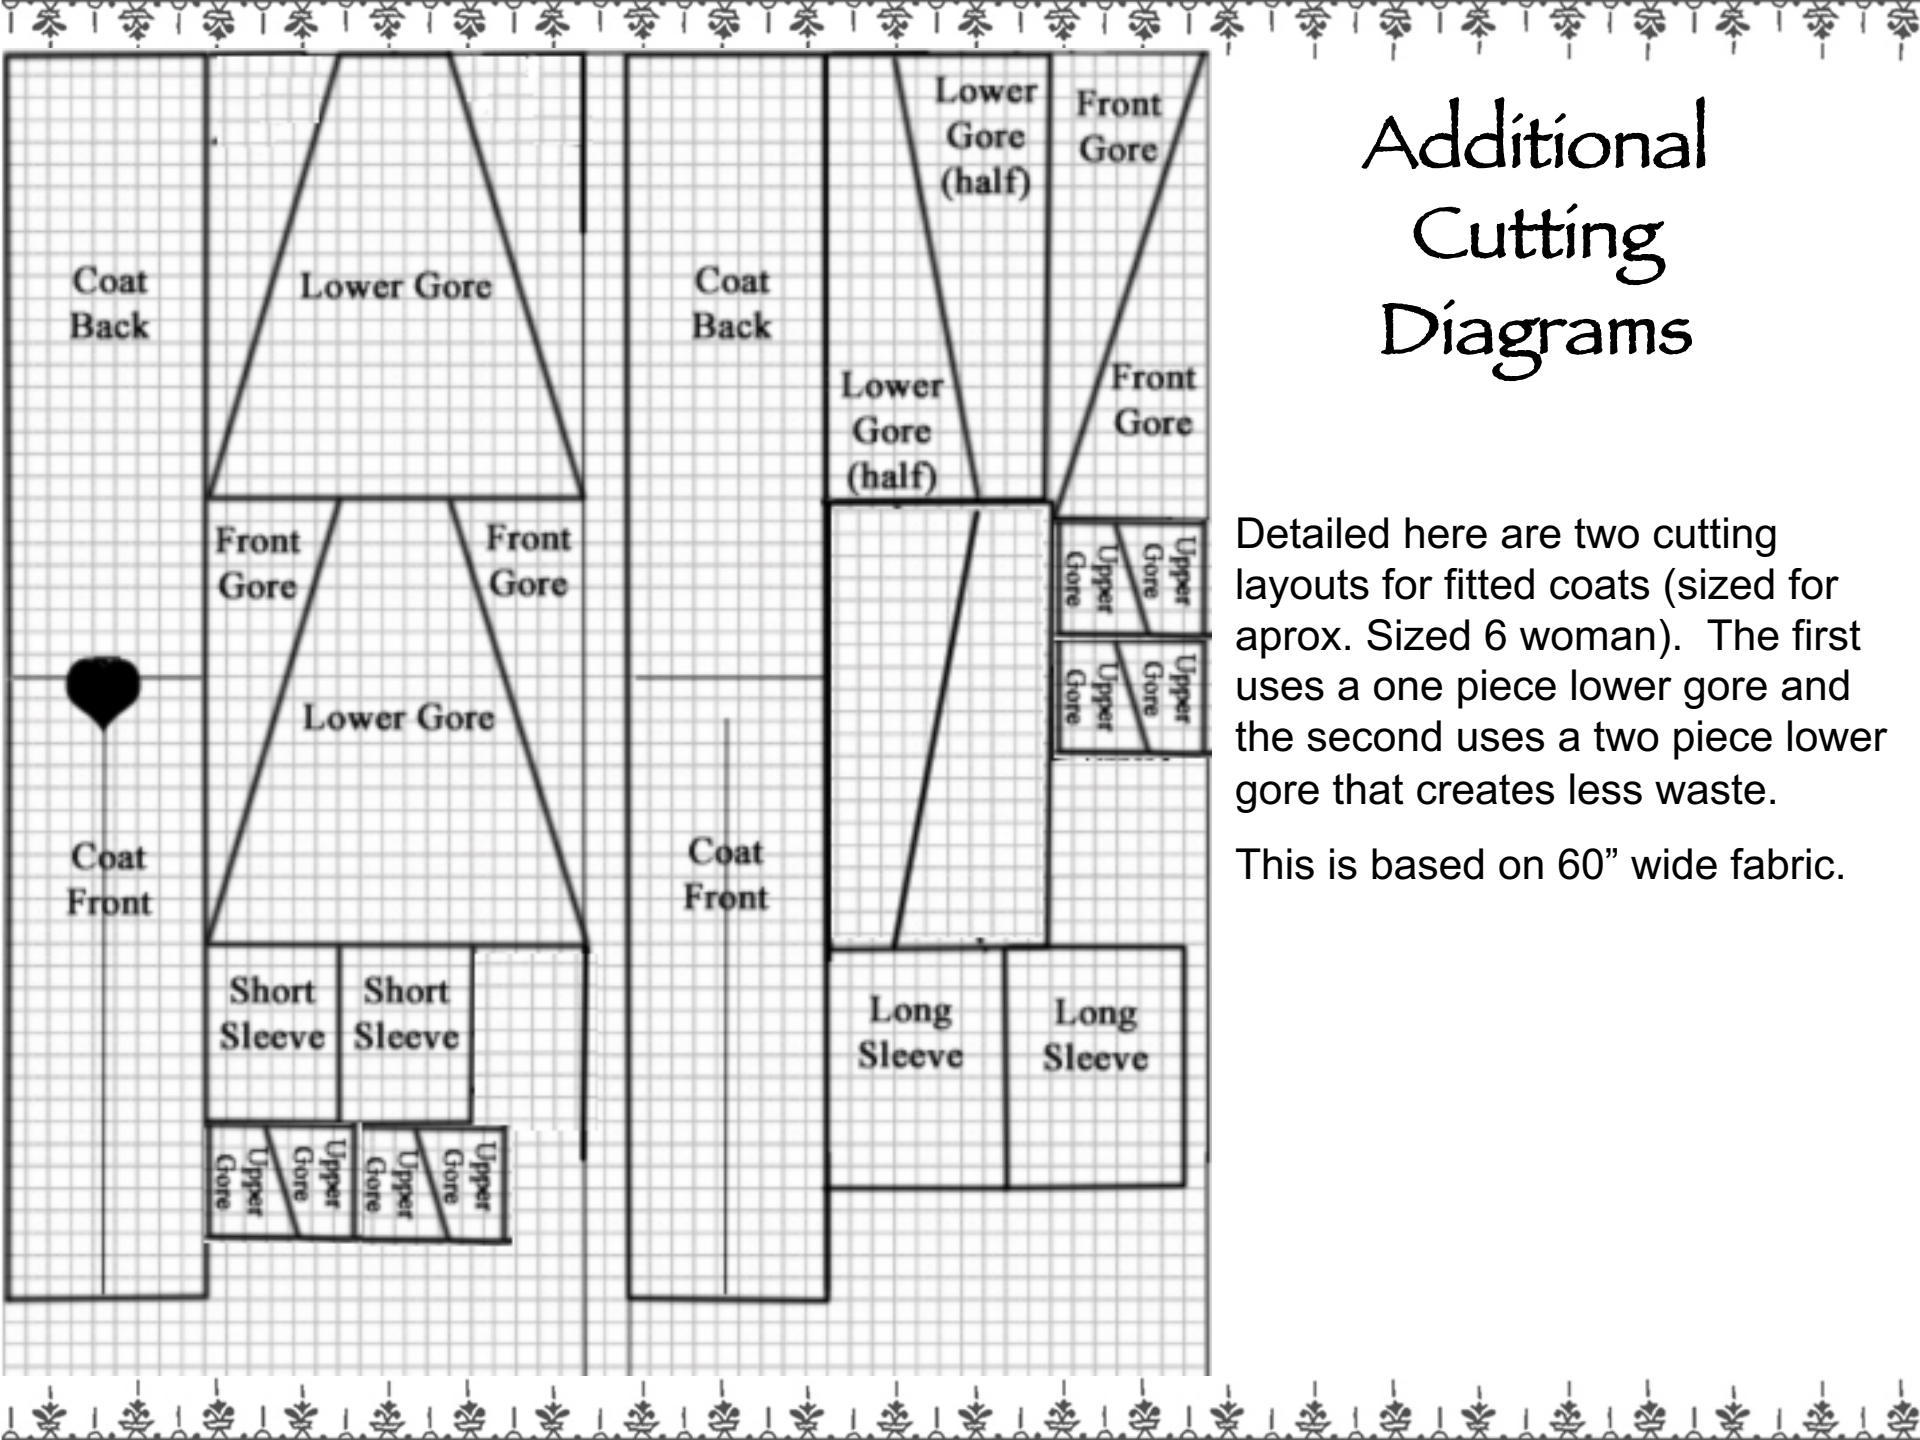 Coat
Back
Coat
Front
Lower Gore
Front
Gore
Front
Gore
Lower Gore
Short
Sleeve
Short
Sleeve
Upper
Gore
Upper
Gore
Upper
Gore
Upper
Gore
Coat
Back
Coat
Front
Lower
Gore
(half)
Lower
Gore
(half)
Front
Gore
Front
Gore
Upper
Gore
Upper
Gore
Upper
Gore
Upper
Gore
Long
Sleeve
Long
Sleeve
Additional
Cutting
Diagrams
Detailed here are two cutting
layouts for fitted coats (sized for
aprox. Sized 6 woman).  The first
uses a one piece lower gore and
the second uses a two piece lower
gore that creates less waste.
This is based on 60” wide fabric.